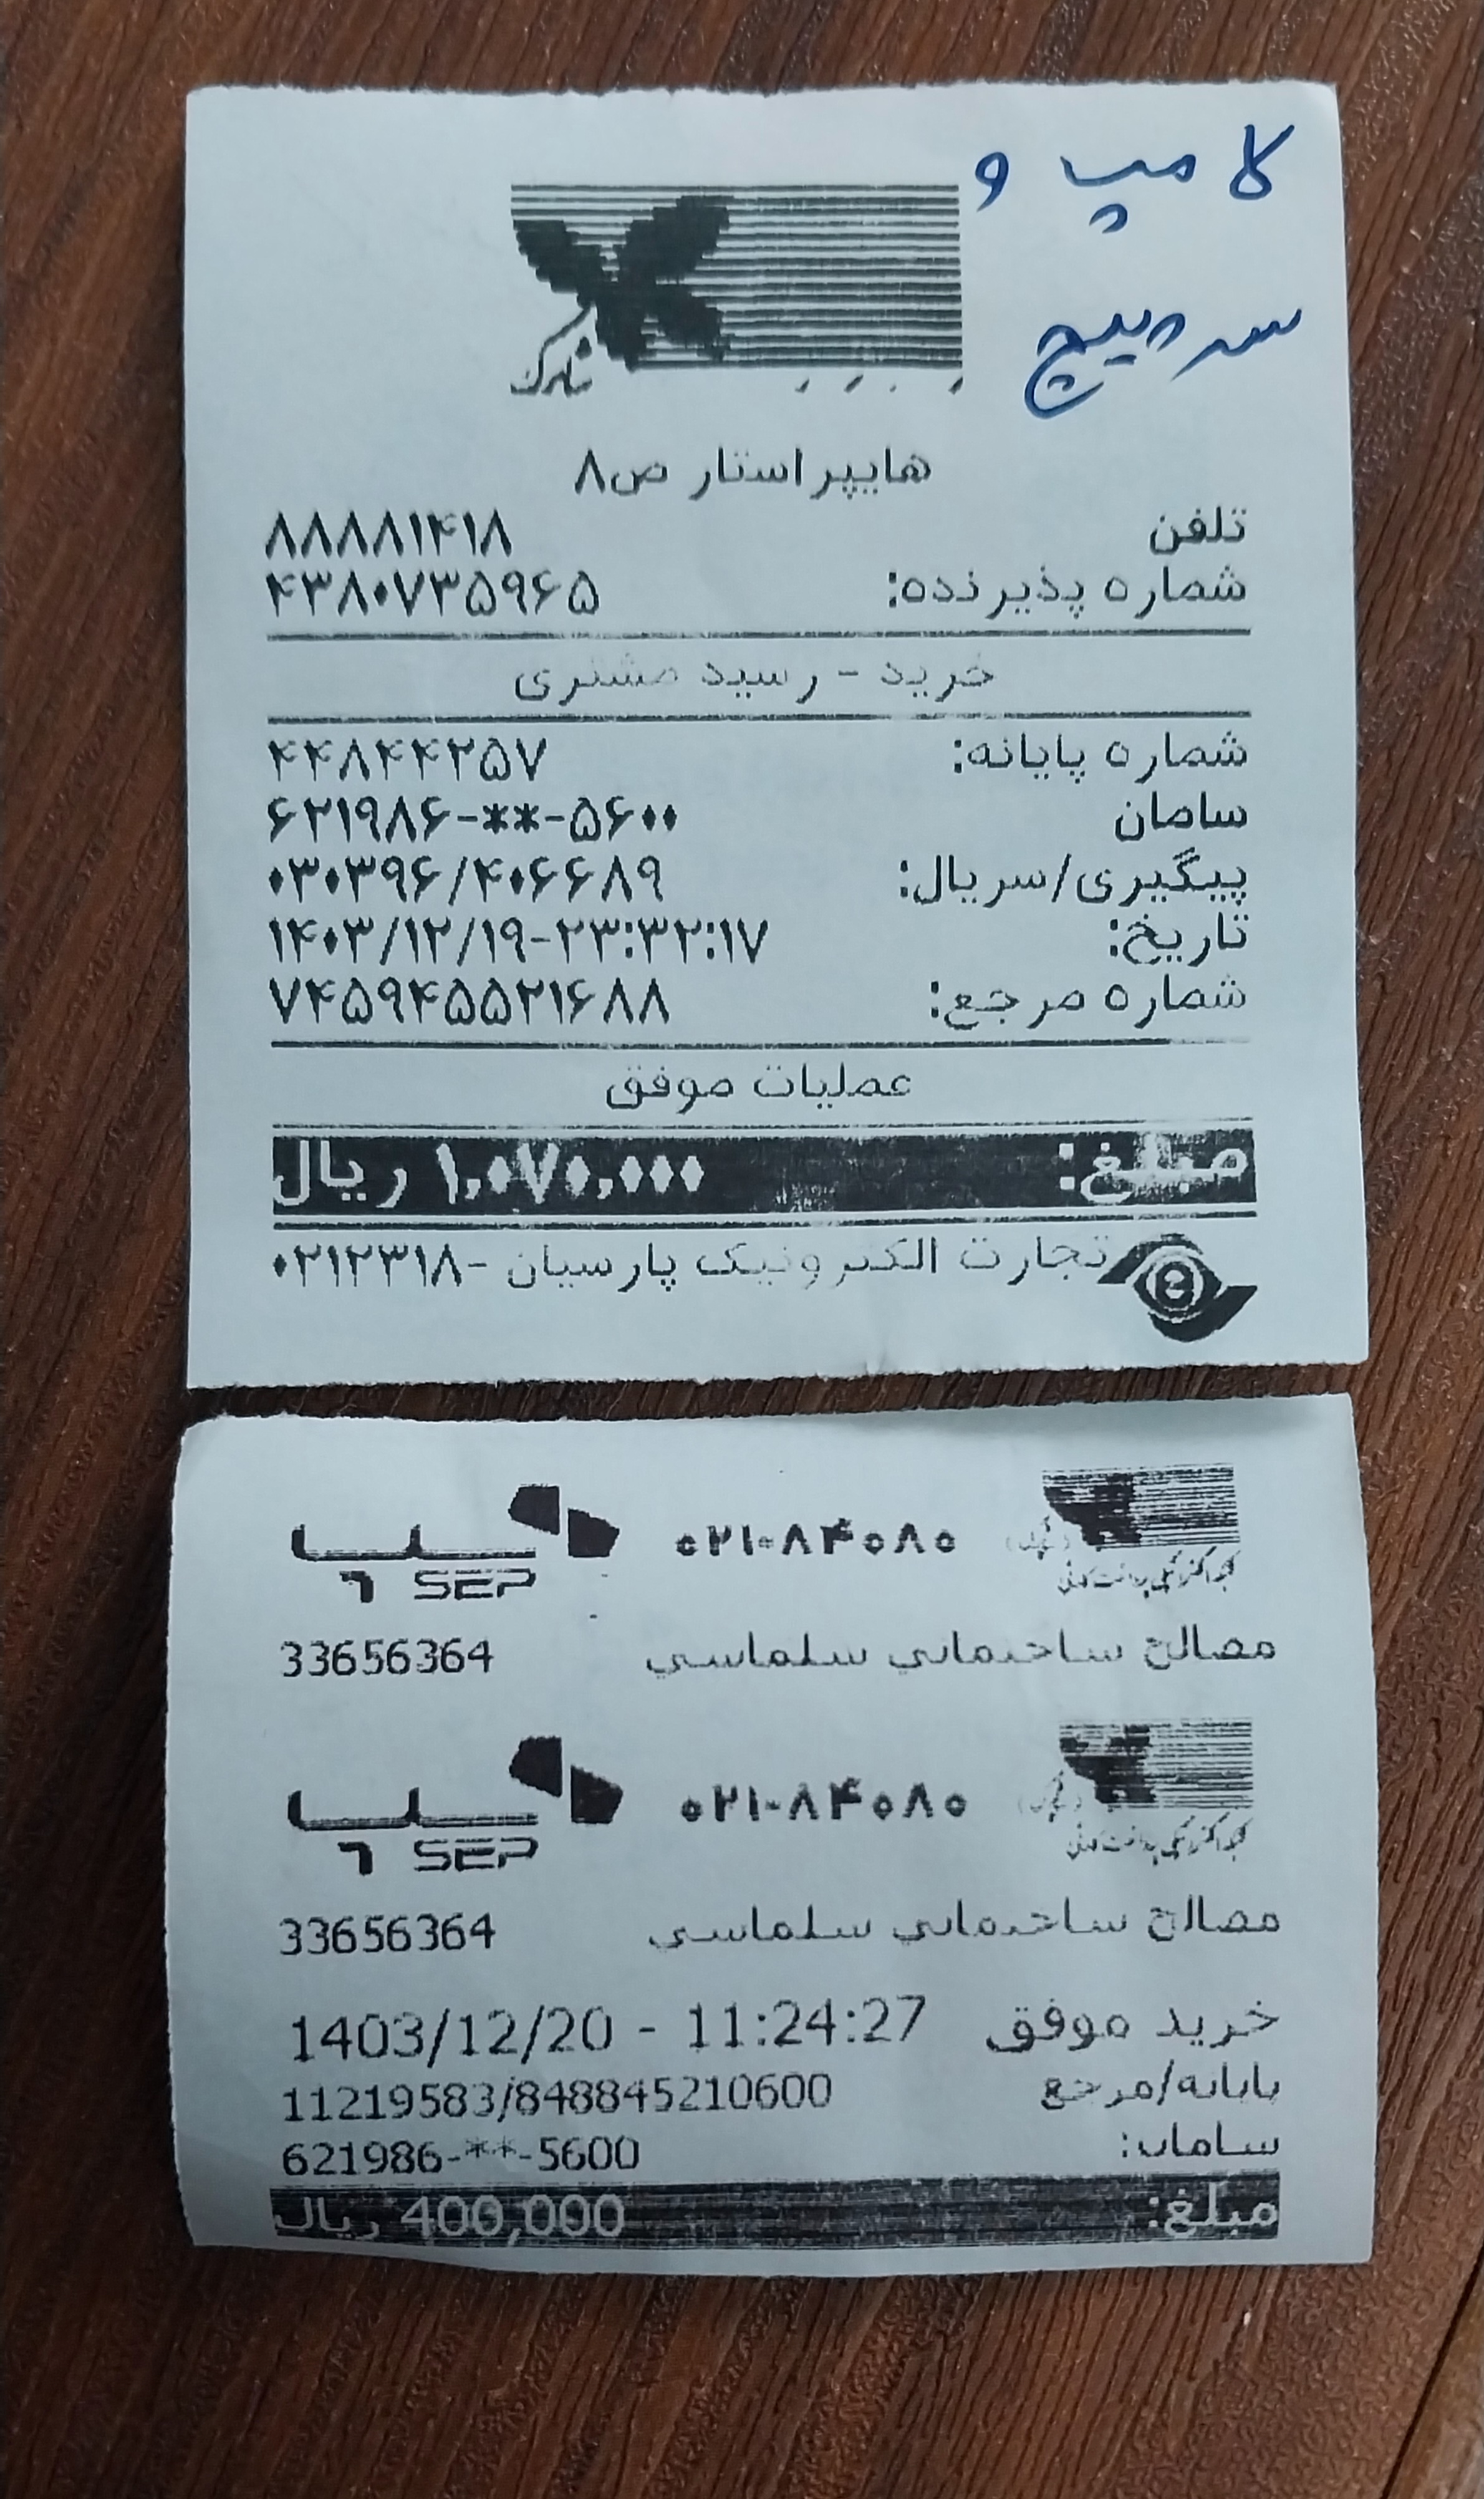 لامپ و
سرپیچ
شاپرک
هایپر استار ص۸
تلفن ۸۸۸۸۱۴۱۸
شماره پذیرنده: ۴۳۸۰۷۳۵۹۶۵
خرید - رسید مشتری
شماره پایانه: ۴۴۸۴۴۲۵۷
سامان ۶۲۱۹۸۶-**-۵۶۰۰
پیگیری/سریال: ۰۳۰۳۹۶/۴۰۶۶۸۹
تاریخ: ۱۴۰۳/۱۲/۱۹-۲۳:۳۲:۱۷
شماره مرجع: ۷۴۵۹۴۵۵۲۱۶۸۸
عملیات موفق
مبلغ: ۱,۰۷۰,۰۰۰ ریال
تجارت الکترونیک پارسیان -۰۲۱۲۳۱۸
۰۲۱-۸۴۰۸۰ سپ
SEP
مصالح ساختمانی سلماسی 33656364
۰۲۱-۸۴۰۸۰ سپ
SEP
مصالح ساختمانی سلماسی 33656364
خرید موفق 1403/12/20 - 11:24:27
پایانه/مرجع 11219583/848845210600
سامان: 621986-**-5600
مبلغ: 400,000 ریال